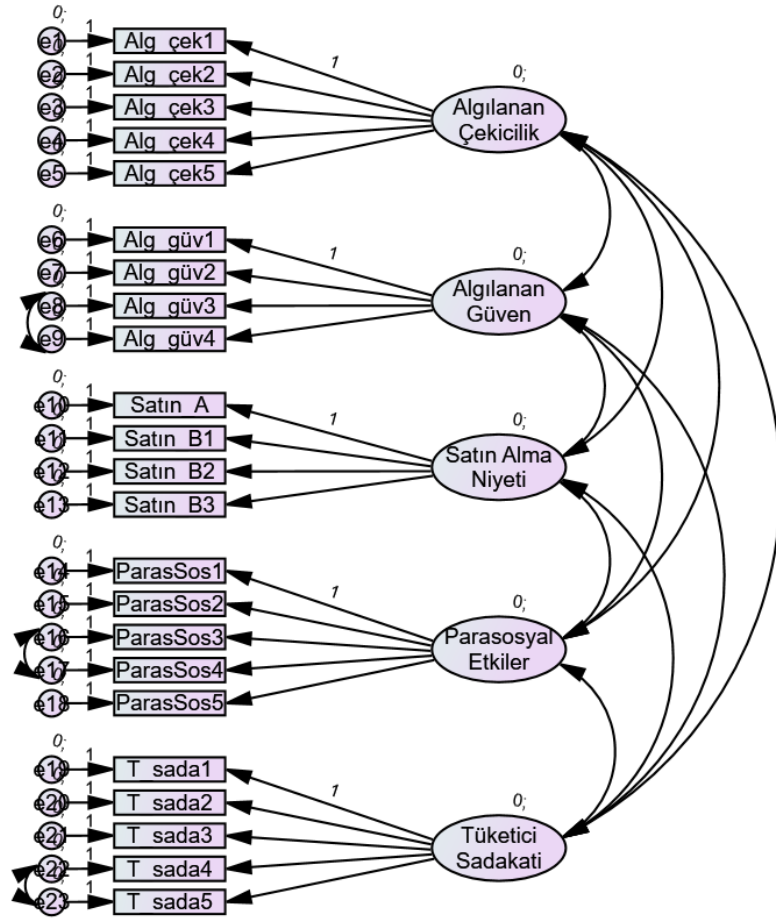 0;
e1 1 Alg_çek1
e2 1 Alg_çek2
e3 1 Alg_çek3
e4 1 Alg_çek4
e5 1 Alg_çek5
1
0;
Algılanan
Çekicilik
0;
e6 1 Alg_güv1
e7 1 Alg_güv2
e8 1 Alg_güv3
e9 1 Alg_güv4
1
0;
Algılanan
Güven
0;
e10 1 Satın_A
e11 1 Satın_B1
e12 1 Satın_B2
e13 1 Satın_B3
1
0;
Satın Alma
Niyeti
0;
e14 1 ParasSos1
e15 1 ParasSos2
e16 1 ParasSos3
e17 1 ParasSos4
e18 1 ParasSos5
1
0;
Parasosyal
Etkiler
0;
e19 1 T_sada1
e20 1 T_sada2
e21 1 T_sada3
e22 1 T_sada4
e23 1 T_sada5
1
0;
Tüketici
Sadakati